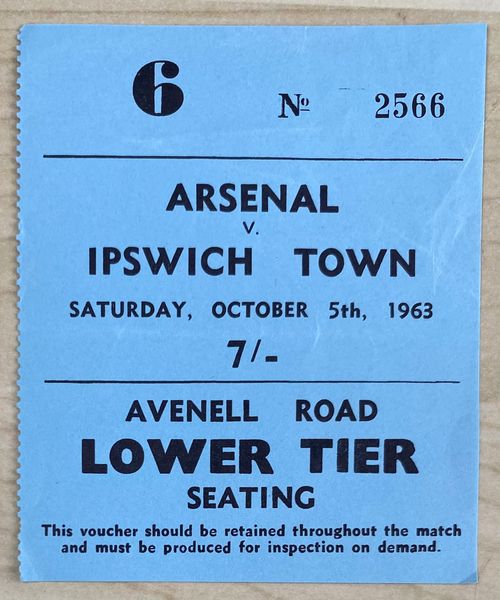 6 Nº 2566
ARSENAL
V.
IPSWICH TOWN
SATURDAY, OCTOBER 5th, 1963
7/-
AVENELL ROAD
LOWER TIER
SEATING
This voucher should be retained throughout the match
and must be produced for inspection on demand.